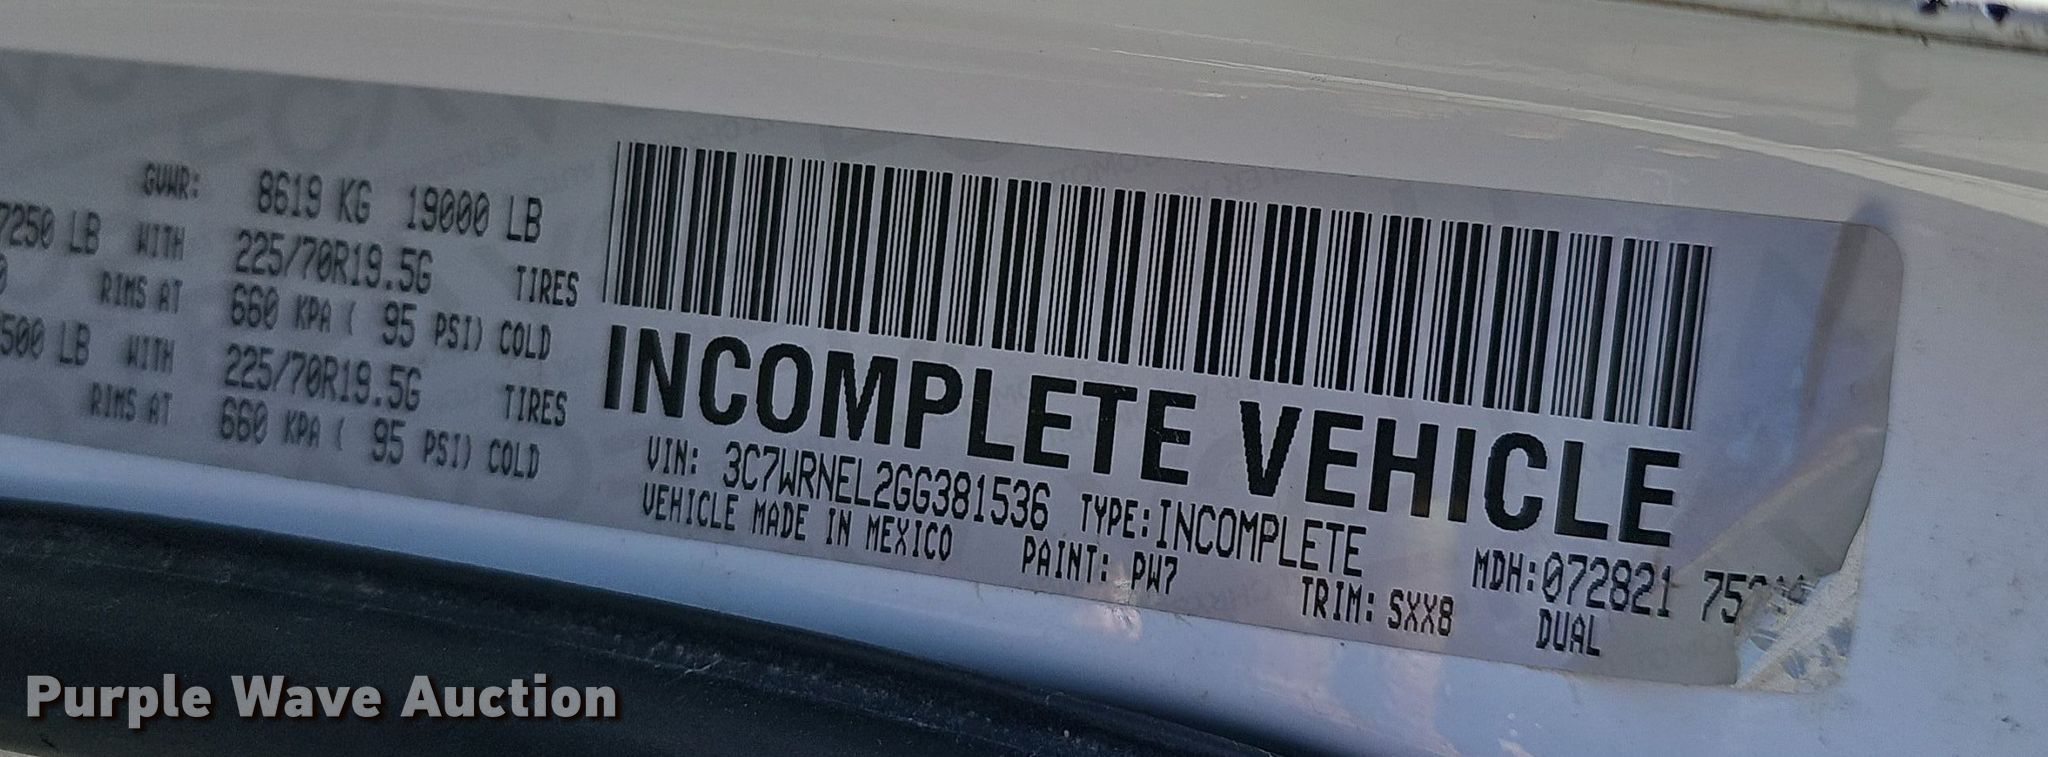 GVWR: 8619 KG 19000 LB
7250 LB WITH 225/70R19.5G TIRES
RIMS AT 660 KPA ( 95 PSI) COLD
500 LB WITH 225/70R19.5G TIRES
RIMS AT 660 KPA ( 95 PSI) COLD
INCOMPLETE VEHICLE
VIN: 3C7WRNEL2GG381536 TYPE:INCOMPLETE MDH:072821
VEHICLE MADE IN MEXICO PAINT: PW7 TRIM: SXX8 DUAL
Purple Wave Auction